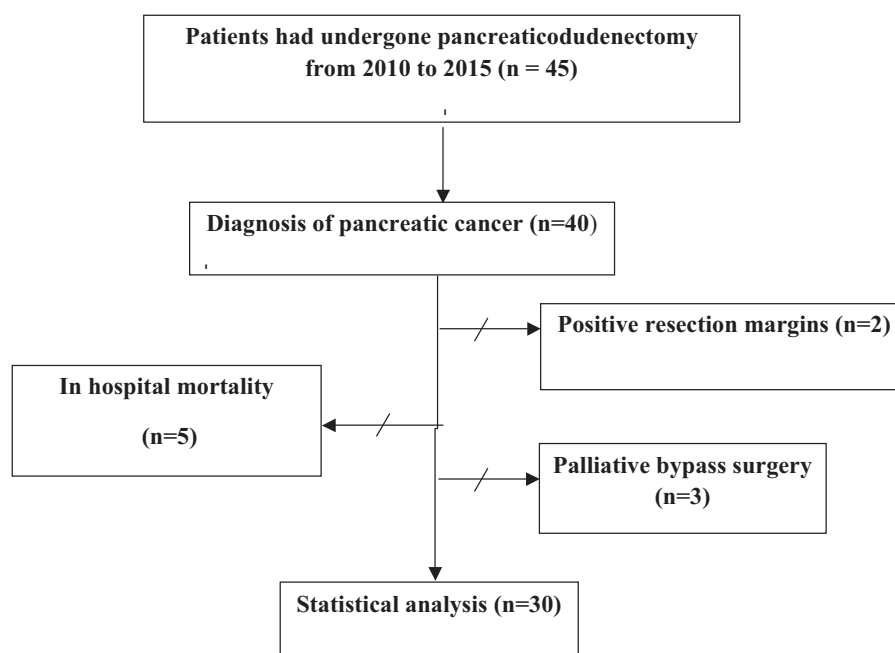 Patients had undergone pancreaticodudenectomy
from 2010 to 2015 (n = 45)
Diagnosis of pancreatic cancer (n=40)
Positive resection margins (n=2)
In hospital mortality
(n=5)
Palliative bypass surgery
(n=3)
Statistical analysis (n=30)